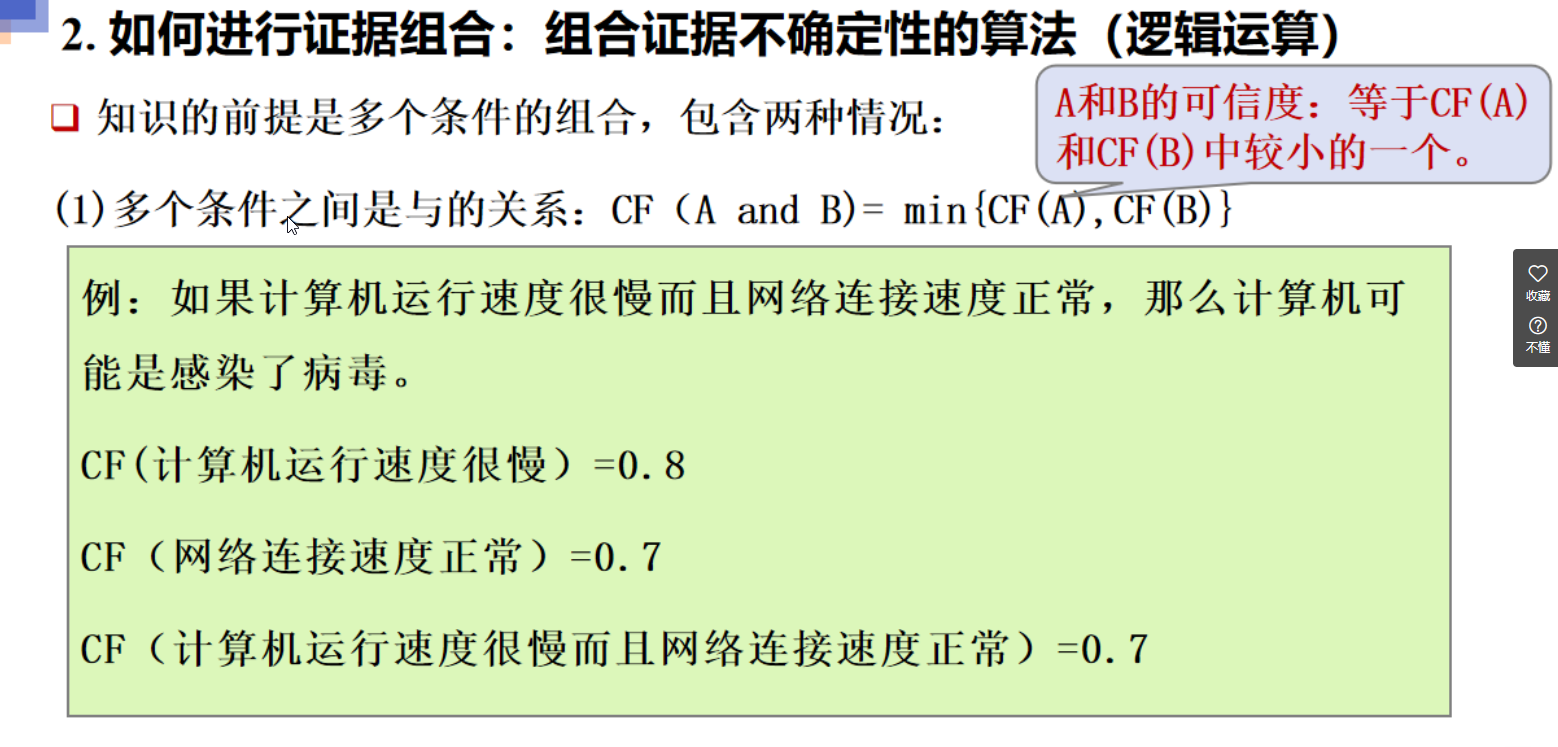 2. 如何进行证据组合：组合证据不确定性的算法（逻辑运算）
A和B的可信度：等于CF(A)
和CF(B)中较小的一个。
知识的前提是多个条件的组合，包含两种情况：
(1)多个条件之间是与的关系：CF（A and B)= min{CF(A),CF(B)}
例：如果计算机运行速度很慢而且网络连接速度正常，那么计算机可
能是感染了病毒。
CF(计算机运行速度很慢）=0.8
CF（网络连接速度正常）=0.7
CF（计算机运行速度很慢而且网络连接速度正常）=0.7
收藏
?
不懂